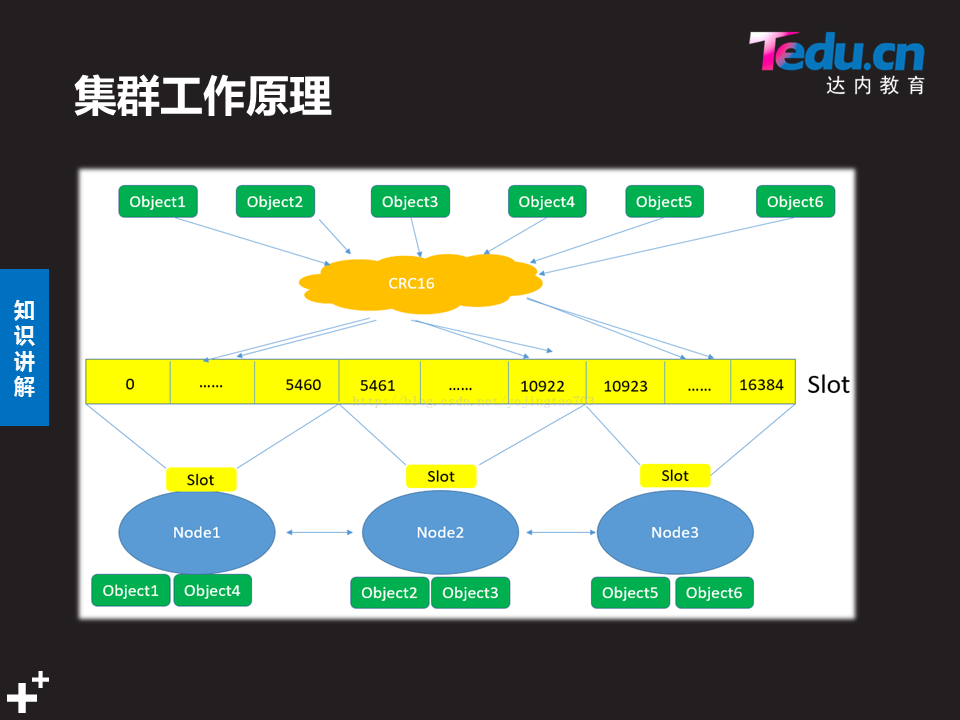 Tedu.cn
达内教育
集群工作原理
知识讲解
Object1 Object2 Object3 Object4 Object5 Object6
CRC16
0 …… 5460 5461 …… 10922 10923 …… 16384 Slot
Slot Slot Slot
Node1 Node2 Node3
Object1 Object4 Object2 Object3 Object5 Object6